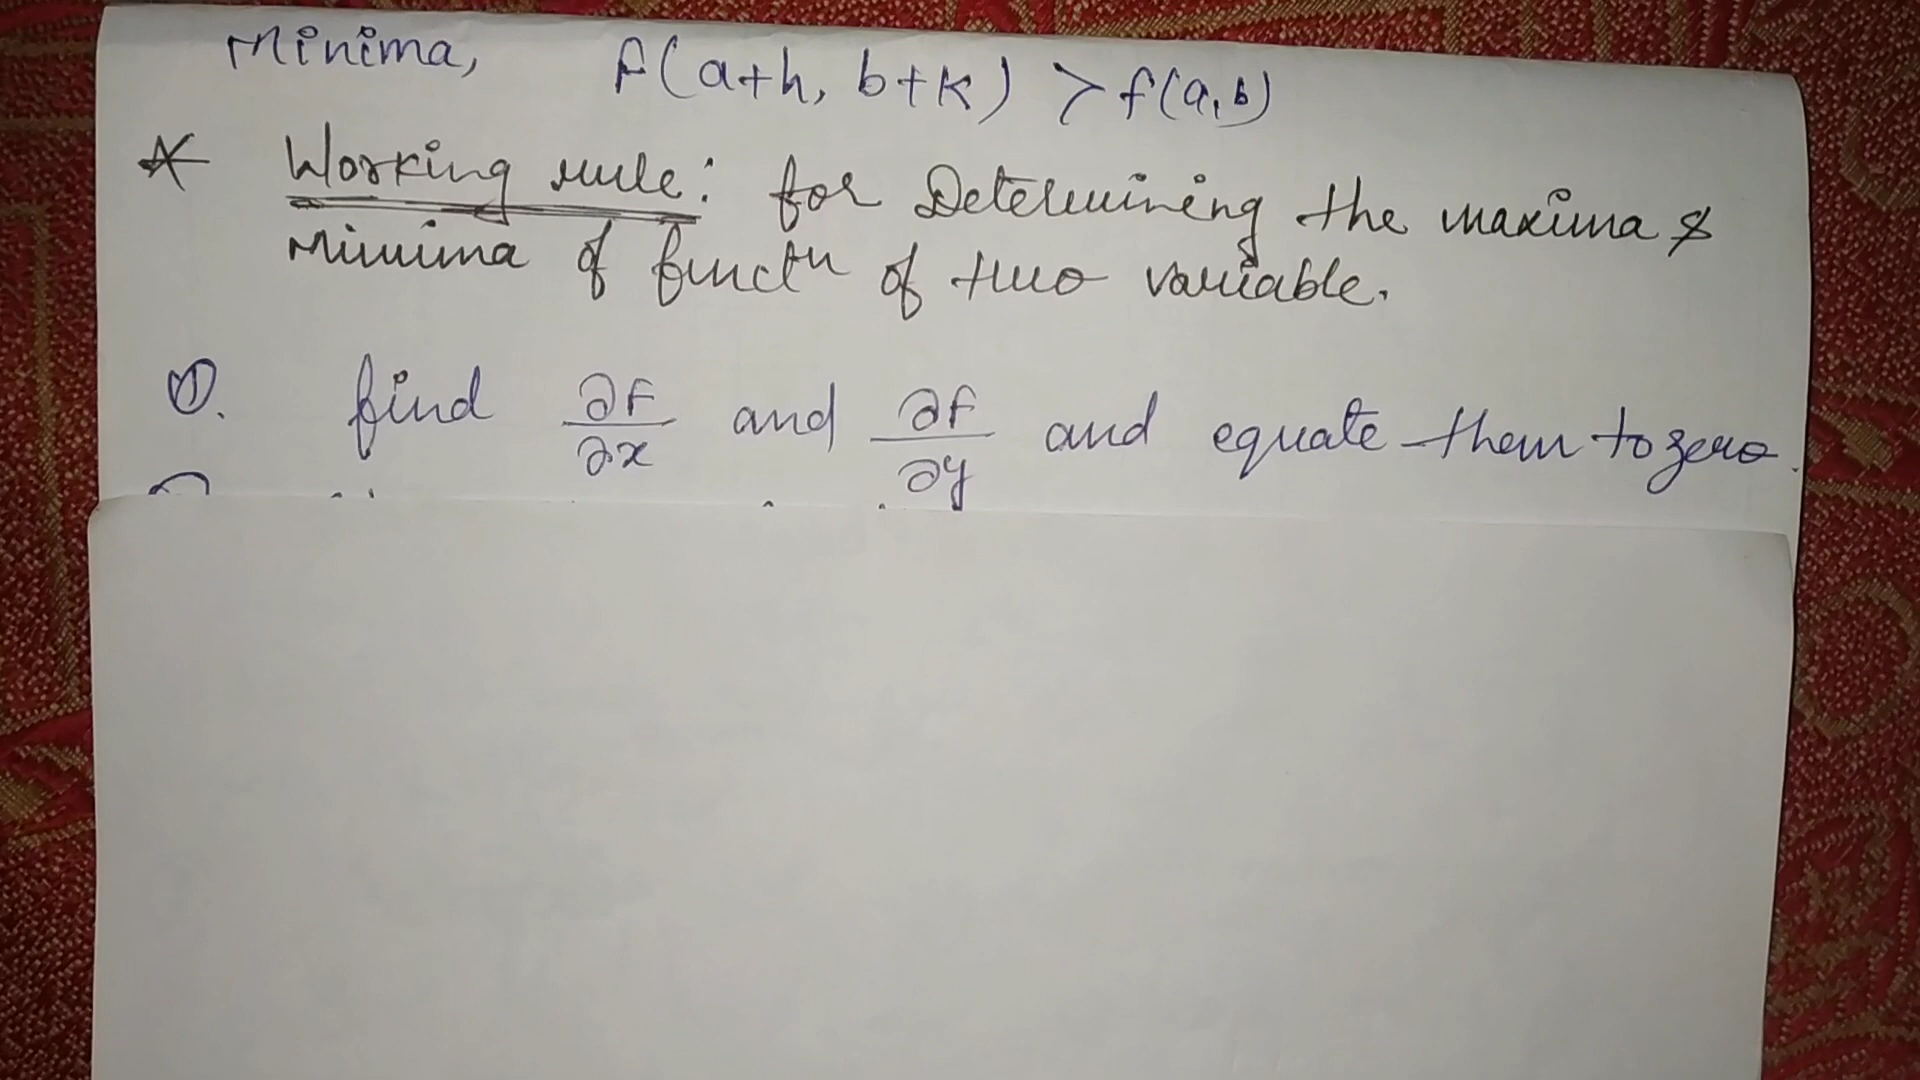 Minima, f(a+h, b+k) > f(a,b)
* Working rule: for Determining the maxima &
Minima of functn of two variable.
①. find ∂f/∂x and ∂f/∂y and equate them to zero.